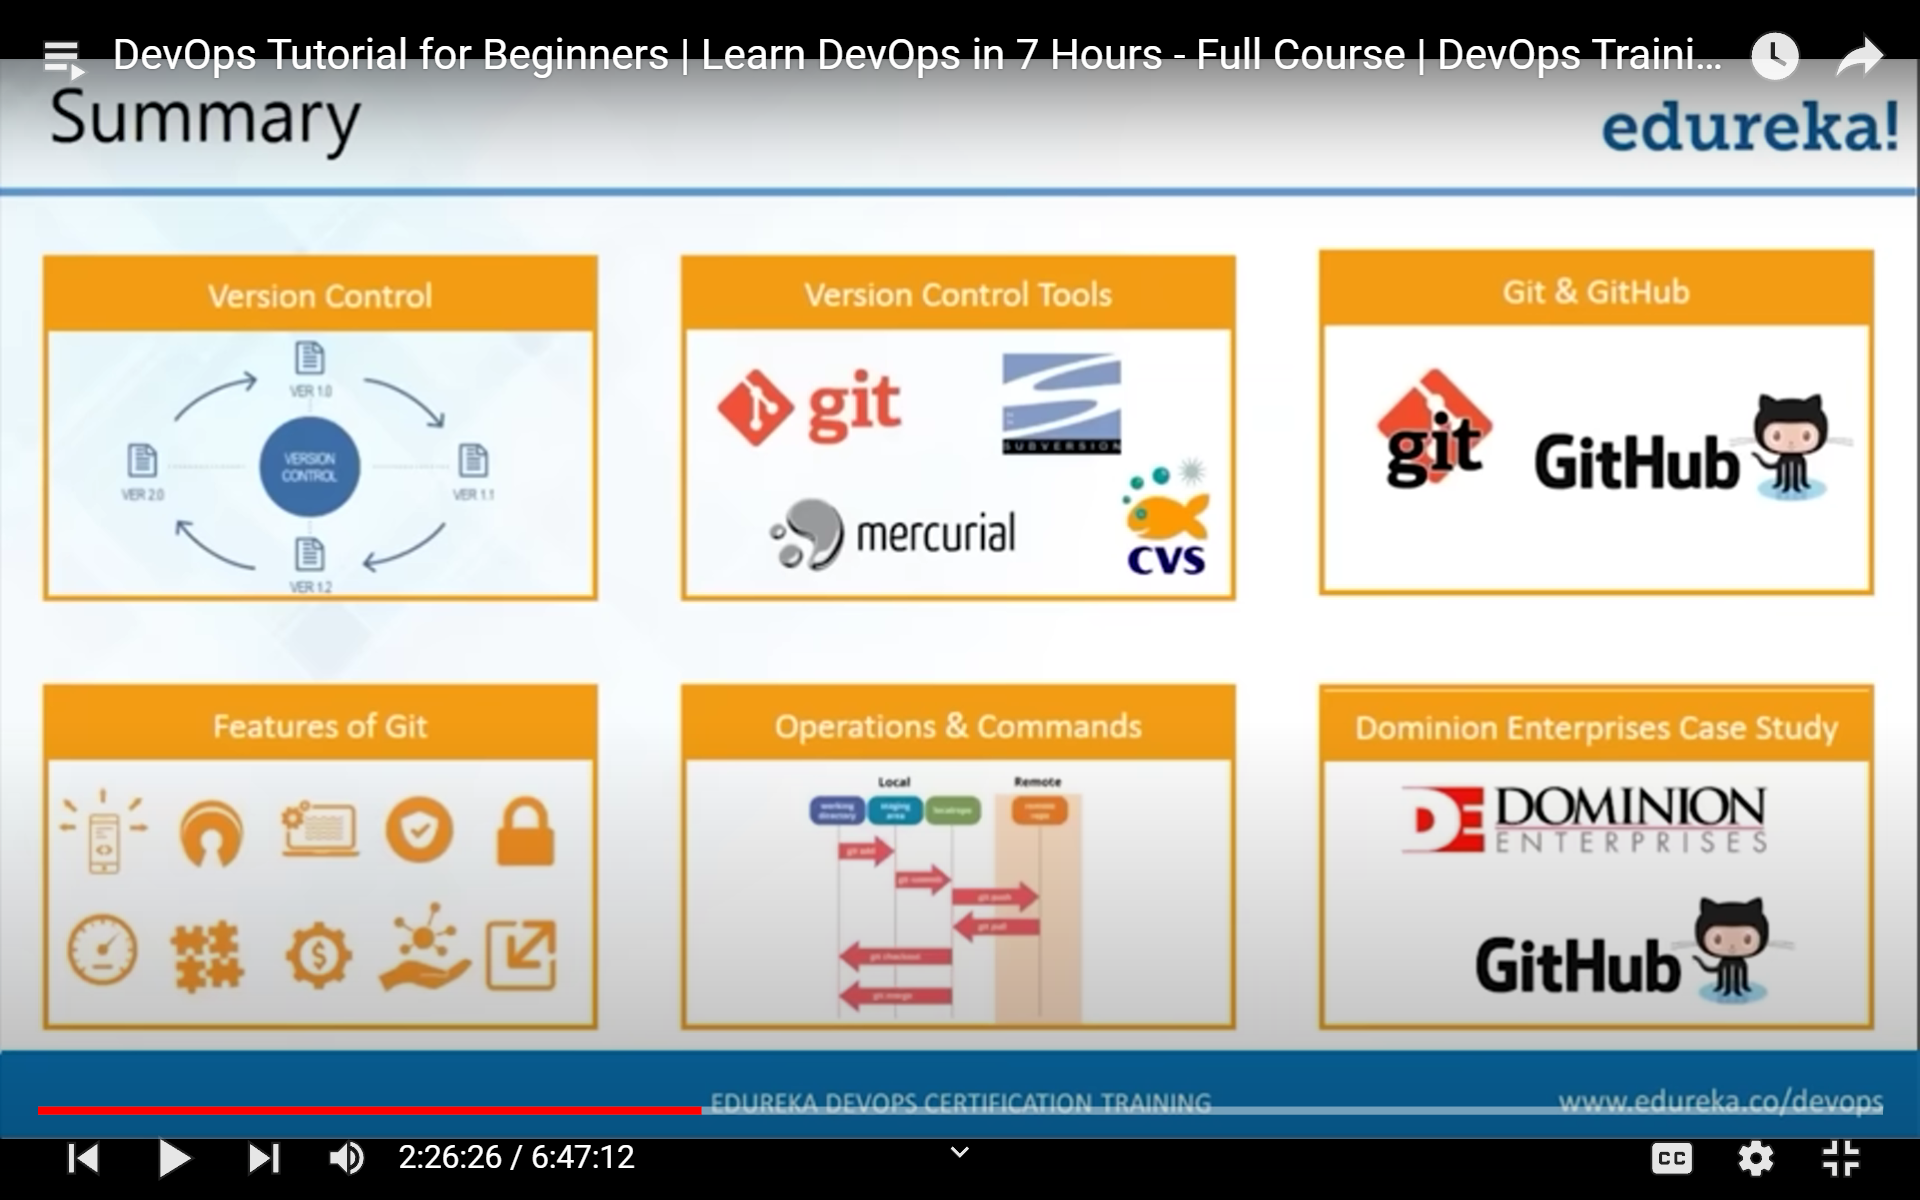 DevOps Tutorial for Beginners | Learn DevOps in 7 Hours - Full Course | DevOps Traini...
Summary
edureka!
Version Control
VER 1.0
VERSION
CONTROL
VER 2.0
VER 1.1
VER 1.2
Version Control Tools
git
SUBVERSION
mercurial
CVS
Git & GitHub
git
GitHub
Features of Git
Operations & Commands
Local
Remote
working
directory
staging
area
localrepo
remote
repo
git add
git commit
git push
git pull
git checkout
git merge
Dominion Enterprises Case Study
DE DOMINION
ENTERPRISES
GitHub
EDUREKA DEVOPS CERTIFICATION TRAINING
www.edureka.co/devops
2:26:26 / 6:47:12
CC